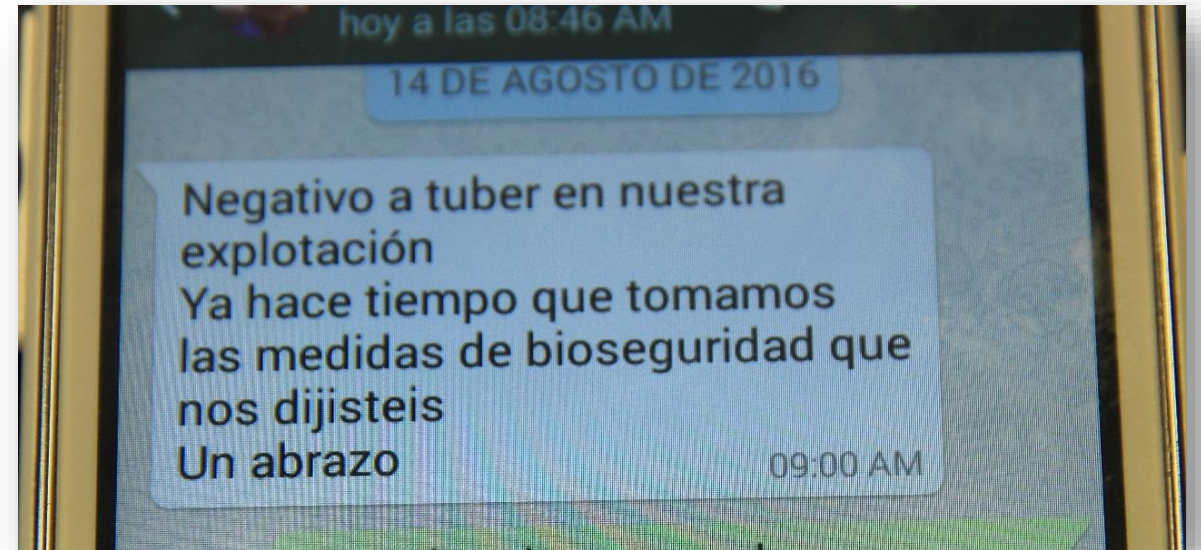 hoy a las 08:46 AM
14 DE AGOSTO DE 2016
Negativo a tuber en nuestra
explotación
Ya hace tiempo que tomamos
las medidas de bioseguridad que
nos dijisteis
Un abrazo
09:00 AM